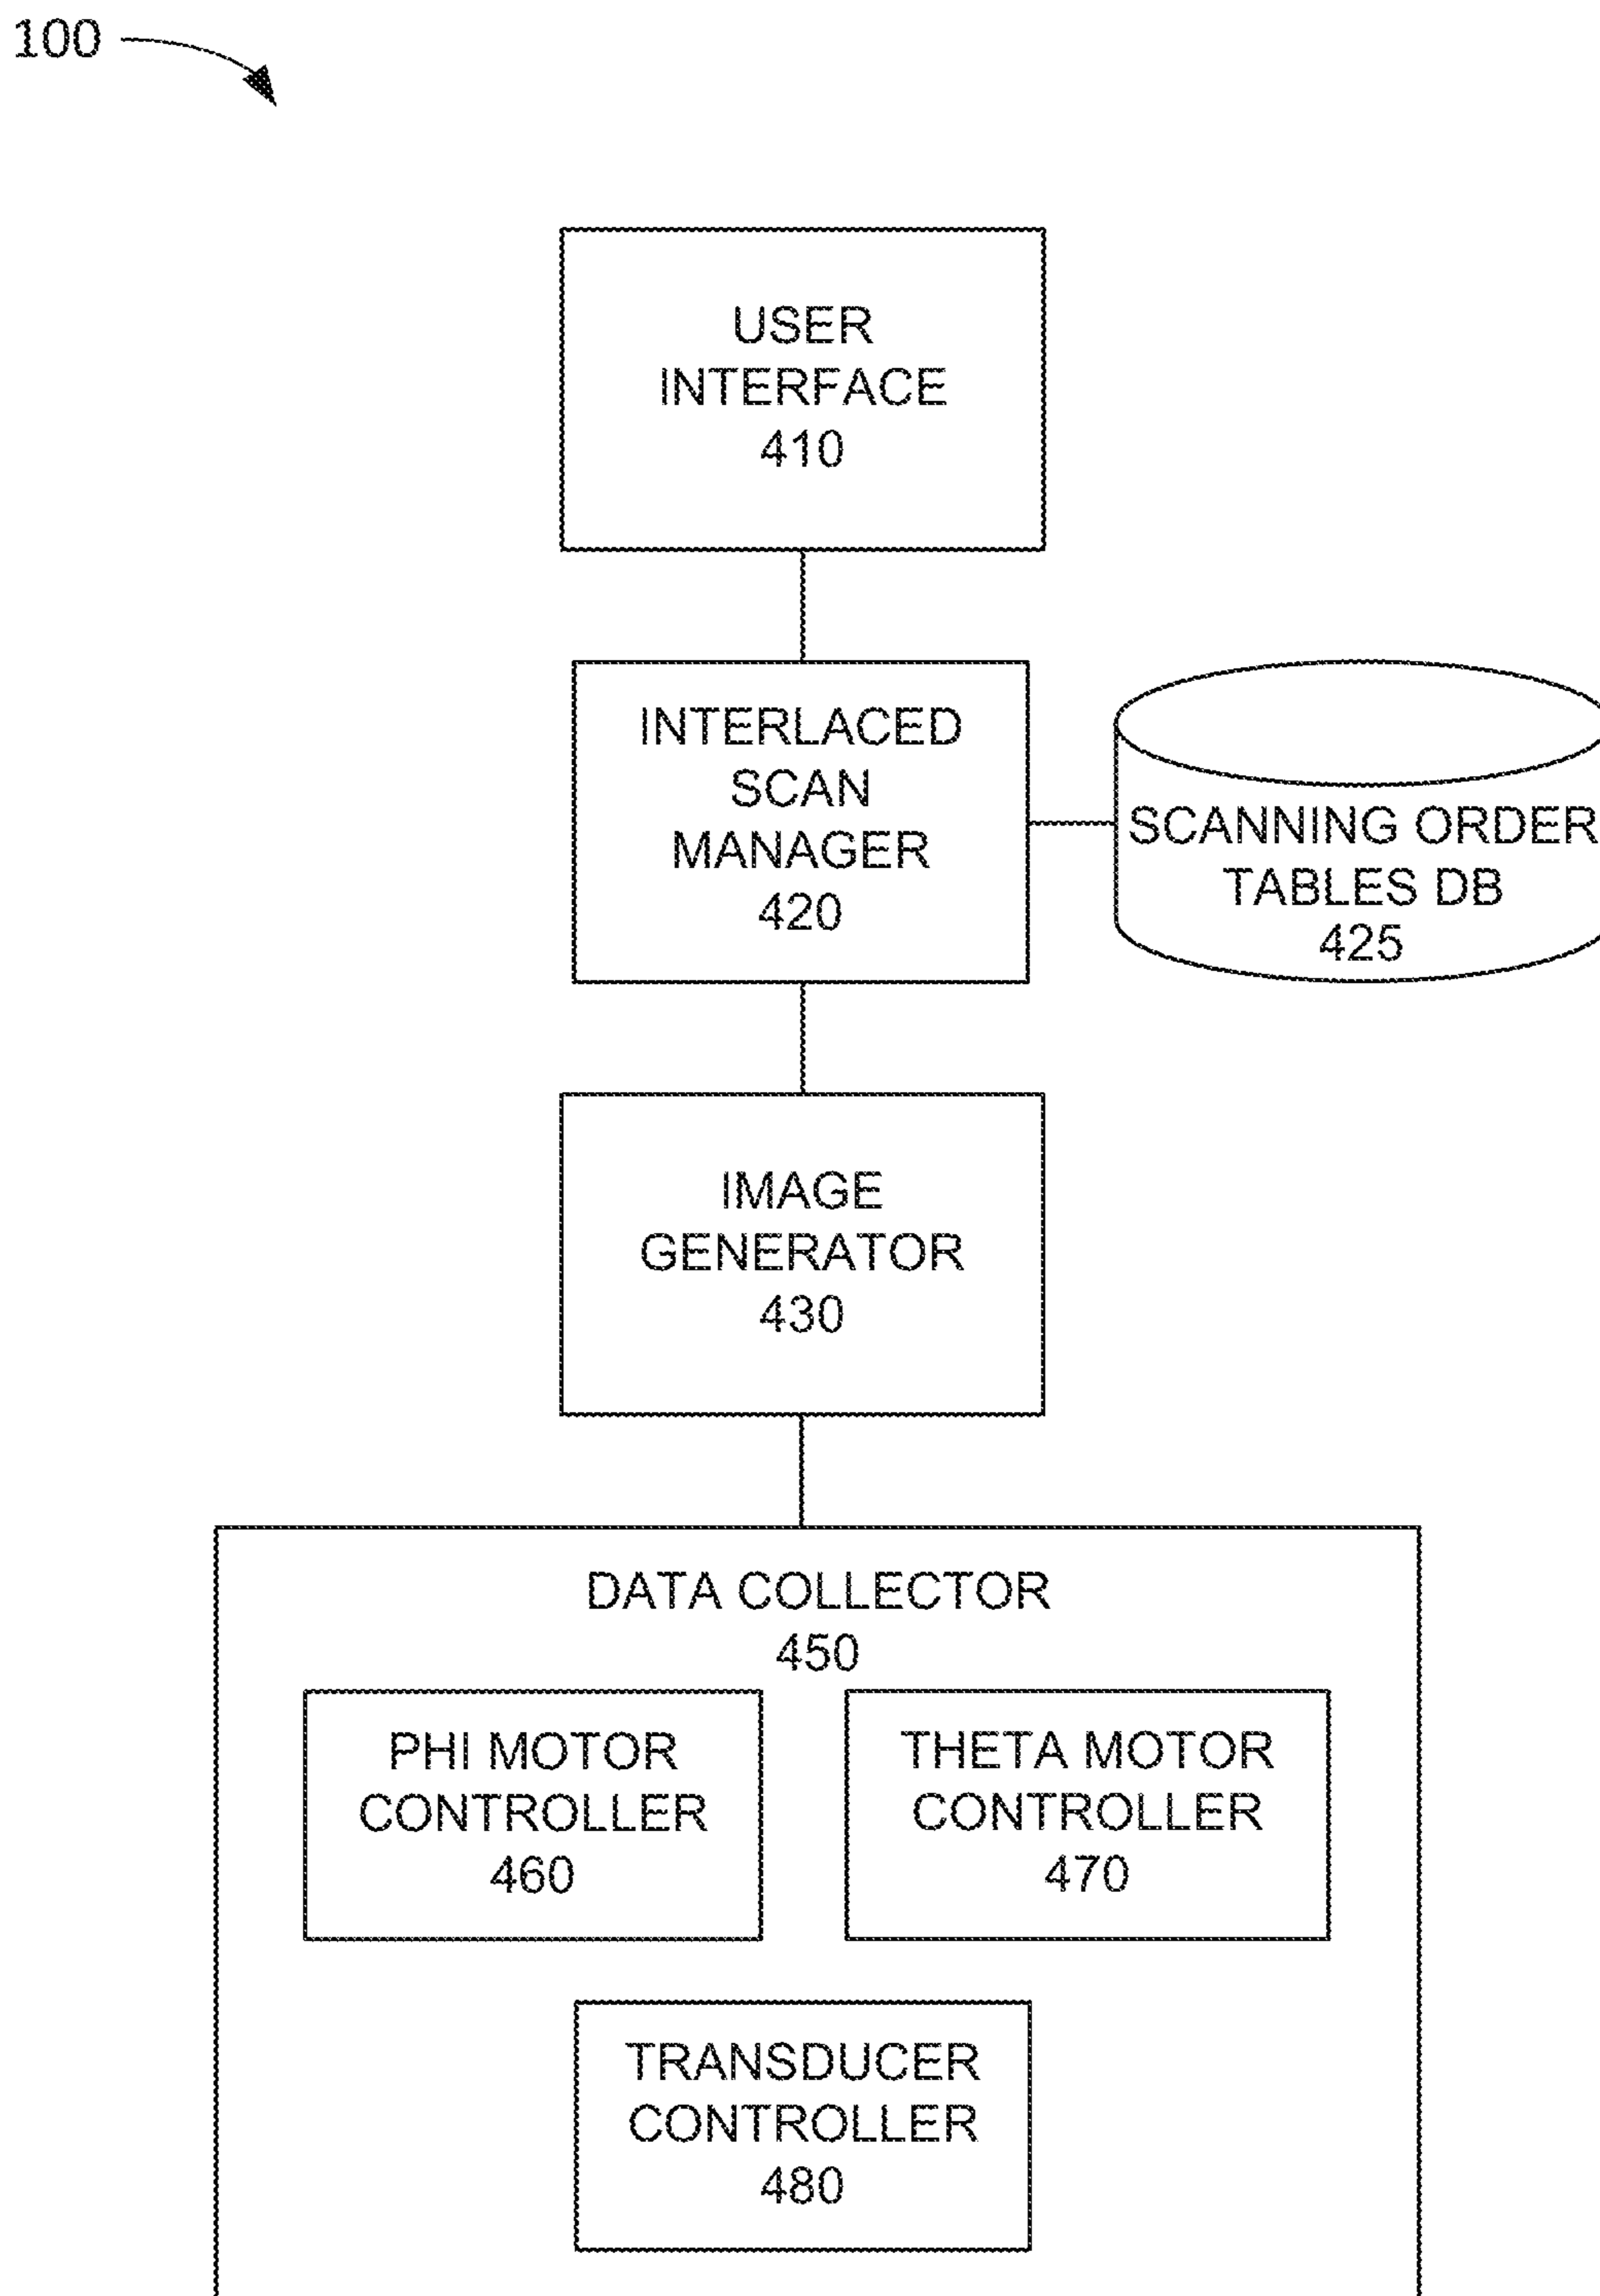 100
USER
INTERFACE
410
INTERLACED
SCAN
MANAGER
420
SCANNING ORDER
TABLES DB
425
IMAGE
GENERATOR
430
DATA COLLECTOR
450
PHI MOTOR
CONTROLLER
460
THETA MOTOR
CONTROLLER
470
TRANSDUCER
CONTROLLER
480